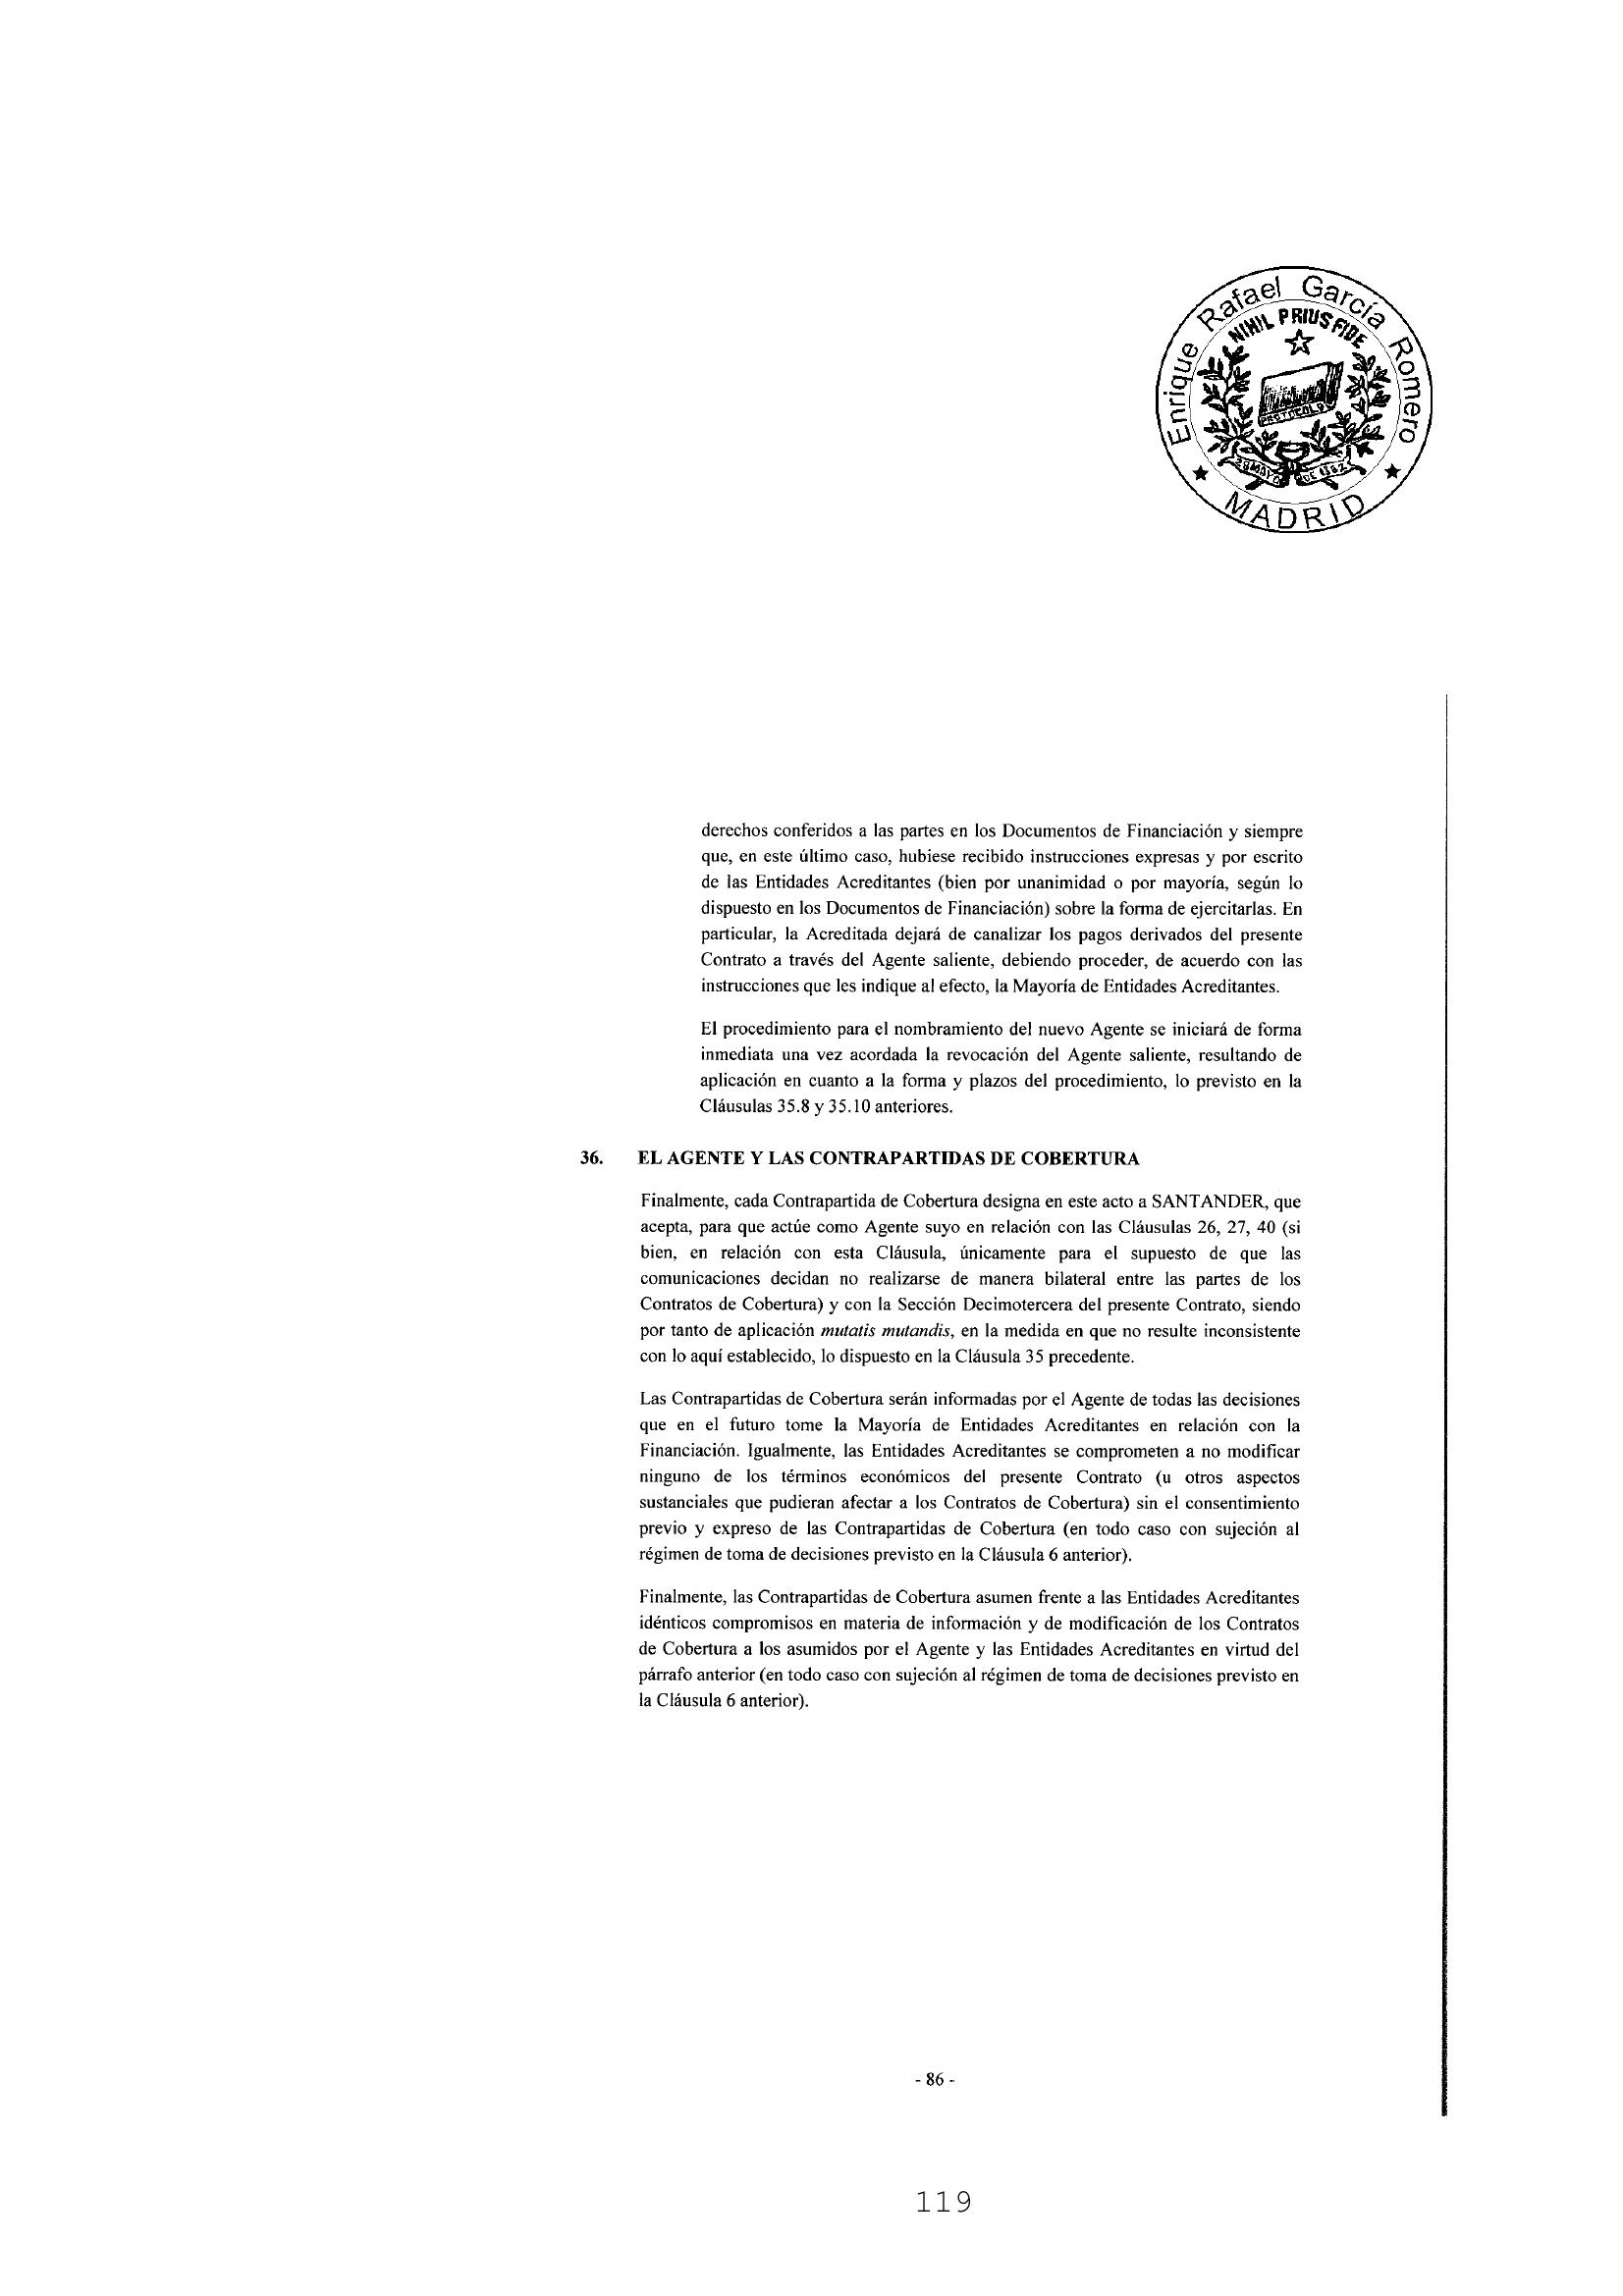 Enrique Rafael García Romero
NIHIL PRIUS FIDE
PROTOCOLO
28 MAYO DE 1862
★ MADRID ★
derechos conferidos a las partes en los Documentos de Financiación y siempre
que, en este último caso, hubiese recibido instrucciones expresas y por escrito
de las Entidades Acreditantes (bien por unanimidad o por mayoría, según lo
dispuesto en los Documentos de Financiación) sobre la forma de ejercitarlas. En
particular, la Acreditada dejará de canalizar los pagos derivados del presente
Contrato a través del Agente saliente, debiendo proceder, de acuerdo con las
instrucciones que les indique al efecto, la Mayoría de Entidades Acreditantes.
El procedimiento para el nombramiento del nuevo Agente se iniciará de forma
inmediata una vez acordada la revocación del Agente saliente, resultando de
aplicación en cuanto a la forma y plazos del procedimiento, lo previsto en la
Cláusulas 35.8 y 35.10 anteriores.
36. EL AGENTE Y LAS CONTRAPARTIDAS DE COBERTURA
Finalmente, cada Contrapartida de Cobertura designa en este acto a SANTANDER, que
acepta, para que actúe como Agente suyo en relación con las Cláusulas 26, 27, 40 (si
bien, en relación con esta Cláusula, únicamente para el supuesto de que las
comunicaciones decidan no realizarse de manera bilateral entre las partes de los
Contratos de Cobertura) y con la Sección Decimotercera del presente Contrato, siendo
por tanto de aplicación mutatis mutandis, en la medida en que no resulte inconsistente
con lo aquí establecido, lo dispuesto en la Cláusula 35 precedente.
Las Contrapartidas de Cobertura serán informadas por el Agente de todas las decisiones
que en el futuro tome la Mayoría de Entidades Acreditantes en relación con la
Financiación. Igualmente, las Entidades Acreditantes se comprometen a no modificar
ninguno de los términos económicos del presente Contrato (u otros aspectos
sustanciales que pudieran afectar a los Contratos de Cobertura) sin el consentimiento
previo y expreso de las Contrapartidas de Cobertura (en todo caso con sujeción al
régimen de toma de decisiones previsto en la Cláusula 6 anterior).
Finalmente, las Contrapartidas de Cobertura asumen frente a las Entidades Acreditantes
idénticos compromisos en materia de información y de modificación de los Contratos
de Cobertura a los asumidos por el Agente y las Entidades Acreditantes en virtud del
párrafo anterior (en todo caso con sujeción al régimen de toma de decisiones previsto en
la Cláusula 6 anterior).
- 86 -
119